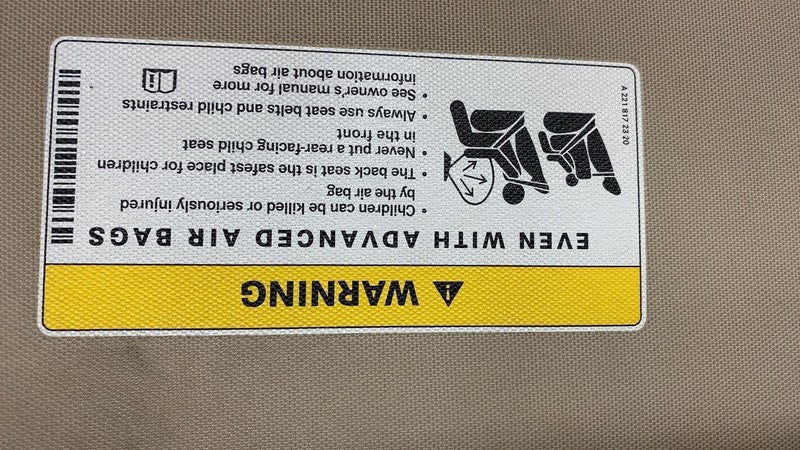 WARNING
EVEN WITH ADVANCED AIR BAGS
• Children can be killed or seriously injured
by the air bag
• The back seat is the safest place for children
• Never put a rear-facing child seat
in the front
• Always use seat belts and child restraints
• See owner's manual for more
information about air bags
A 221 817 23 20